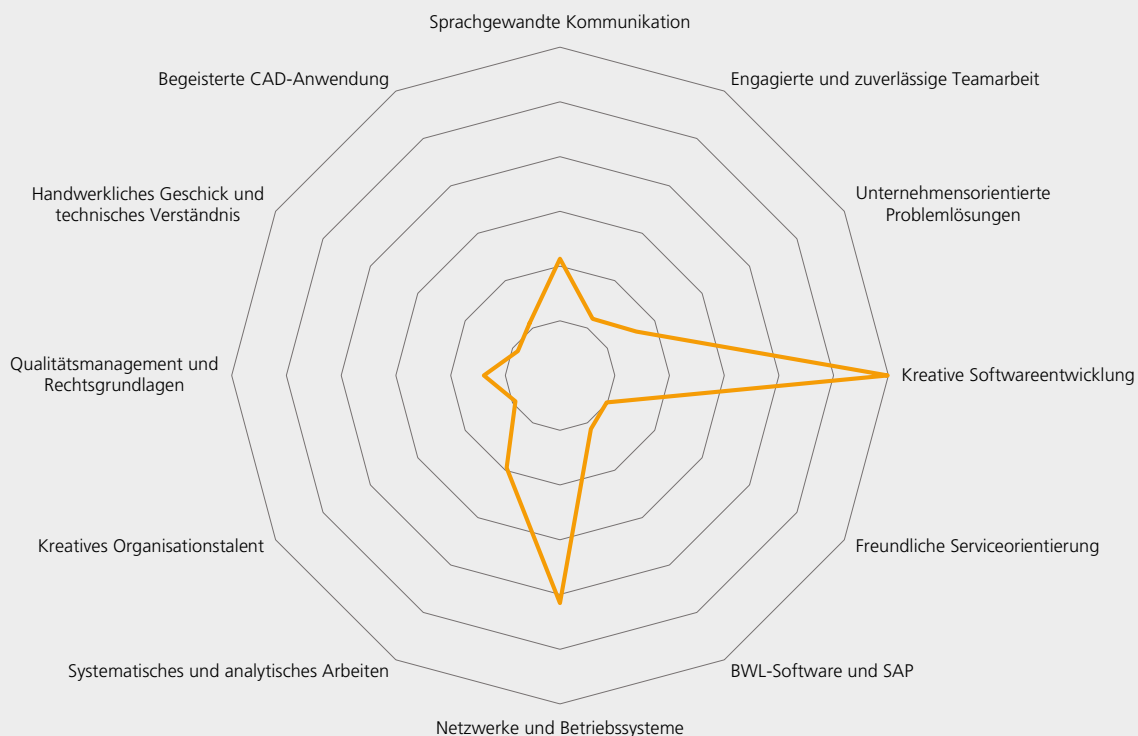 Sprachgewandte Kommunikation
Begeisterte CAD-Anwendung
Engagierte und zuverlässige Teamarbeit
Handwerkliches Geschick und
technisches Verständnis
Unternehmensorientierte
Problemlösungen
Qualitätsmanagement und
Rechtsgrundlagen
Kreative Softwareentwicklung
Kreatives Organisationstalent
Freundliche Serviceorientierung
Systematisches und analytisches Arbeiten
BWL-Software und SAP
Netzwerke und Betriebssysteme